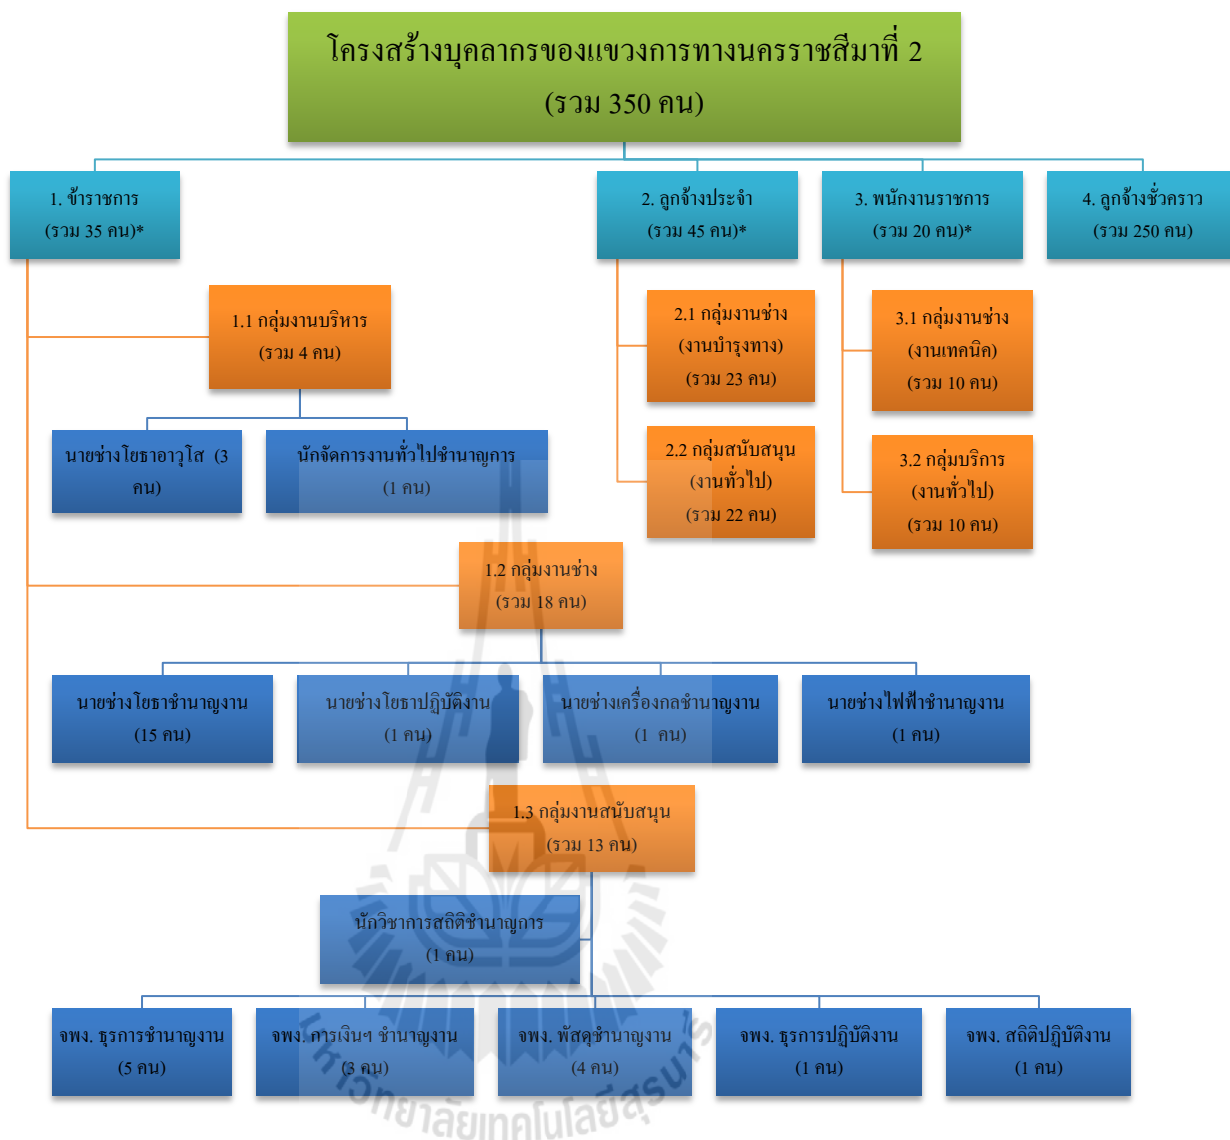 โครงสร้างบุคลากรของแขวงการทางนครราชสีมาที่ 2
(รวม 350 คน)
1. ข้าราชการ
(รวม 35 คน)*
2. ลูกจ้างประจำ
(รวม 45 คน)*
3. พนักงานราชการ
(รวม 20 คน)*
4. ลูกจ้างชั่วคราว
(รวม 250 คน)
1.1 กลุ่มงานบริหาร
(รวม 4 คน)
2.1 กลุ่มงานช่าง
(งานบำรุงทาง)
(รวม 23 คน)
3.1 กลุ่มงานช่าง
(งานเทคนิค)
(รวม 10 คน)
นายช่างโยธาอาวุโส (3
คน)
นักจัดการงานทั่วไปชำนาญการ
(1 คน)
2.2 กลุ่มสนับสนุน
(งานทั่วไป)
(รวม 22 คน)
3.2 กลุ่มบริการ
(งานทั่วไป)
(รวม 10 คน)
1.2 กลุ่มงานช่าง
(รวม 18 คน)
นายช่างโยธาชำนาญงาน
(15 คน)
นายช่างโยธาปฏิบัติงาน
(1 คน)
นายช่างเครื่องกลชำนาญงาน
(1 คน)
นายช่างไฟฟ้าชำนาญงาน
(1 คน)
1.3 กลุ่มงานสนับสนุน
(รวม 13 คน)
นักวิชาการสถิติชำนาญการ
(1 คน)
จพง. ธุรการชำนาญงาน
(5 คน)
จพง. การเงินฯ ชำนาญงาน
(3 คน)
จพง. พัสดุชำนาญงาน
(4 คน)
จพง. ธุรการปฏิบัติงาน
(1 คน)
จพง. สถิติปฏิบัติงาน
(1 คน)
มหาวิทยาลัยเทคโนโลยีสุรนารี